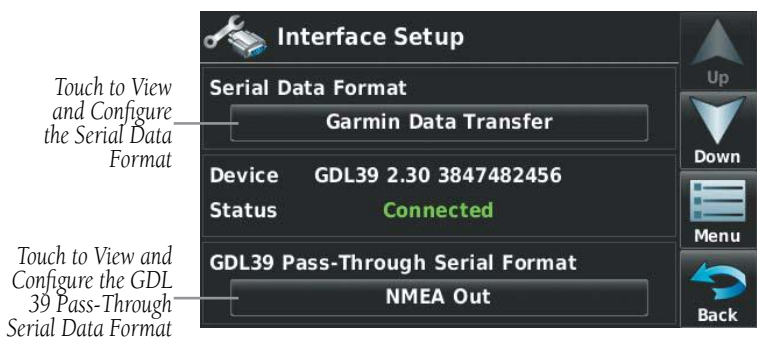 Interface Setup
Up
Touch to View
and Configure
the Serial Data
Format
Serial Data Format
Garmin Data Transfer
Down
Device GDL39 2.30 3847482456
Status Connected
Menu
Touch to View and
Configure the GDL
39 Pass-Through
Serial Data Format
GDL39 Pass-Through Serial Format
NMEA Out
Back